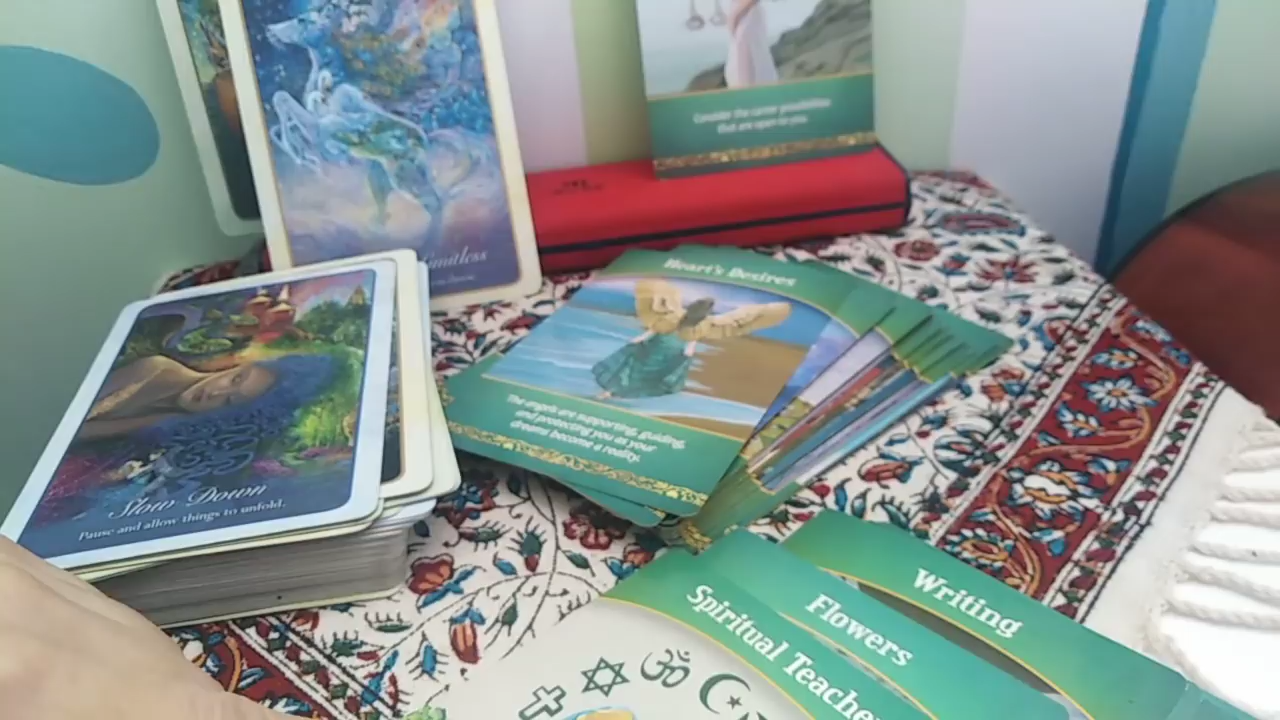 Consider the career possibilities
that are open to you.
Limitless
Heart's Desires
The angels are supporting, guiding,
and protecting you as your
dreams become a reality.
Slow Down
Pause and allow things to unfold.
Writing
Flowers
Spiritual Teacher